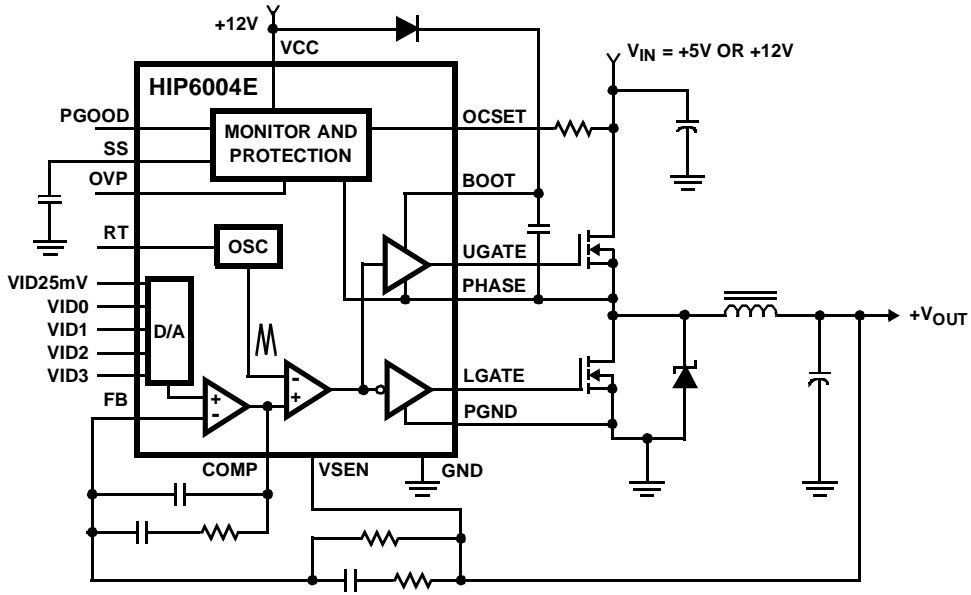 +12V
VCC
V_IN = +5V OR +12V
HIP6004E
PGOOD
MONITOR AND
PROTECTION
OCSET
SS
OVP
BOOT
RT
OSC
UGATE
PHASE
VID25mV
VID0
VID1
VID2
VID3
D/A
+V_OUT
FB
+
-
-
+
LGATE
PGND
COMP
VSEN
GND